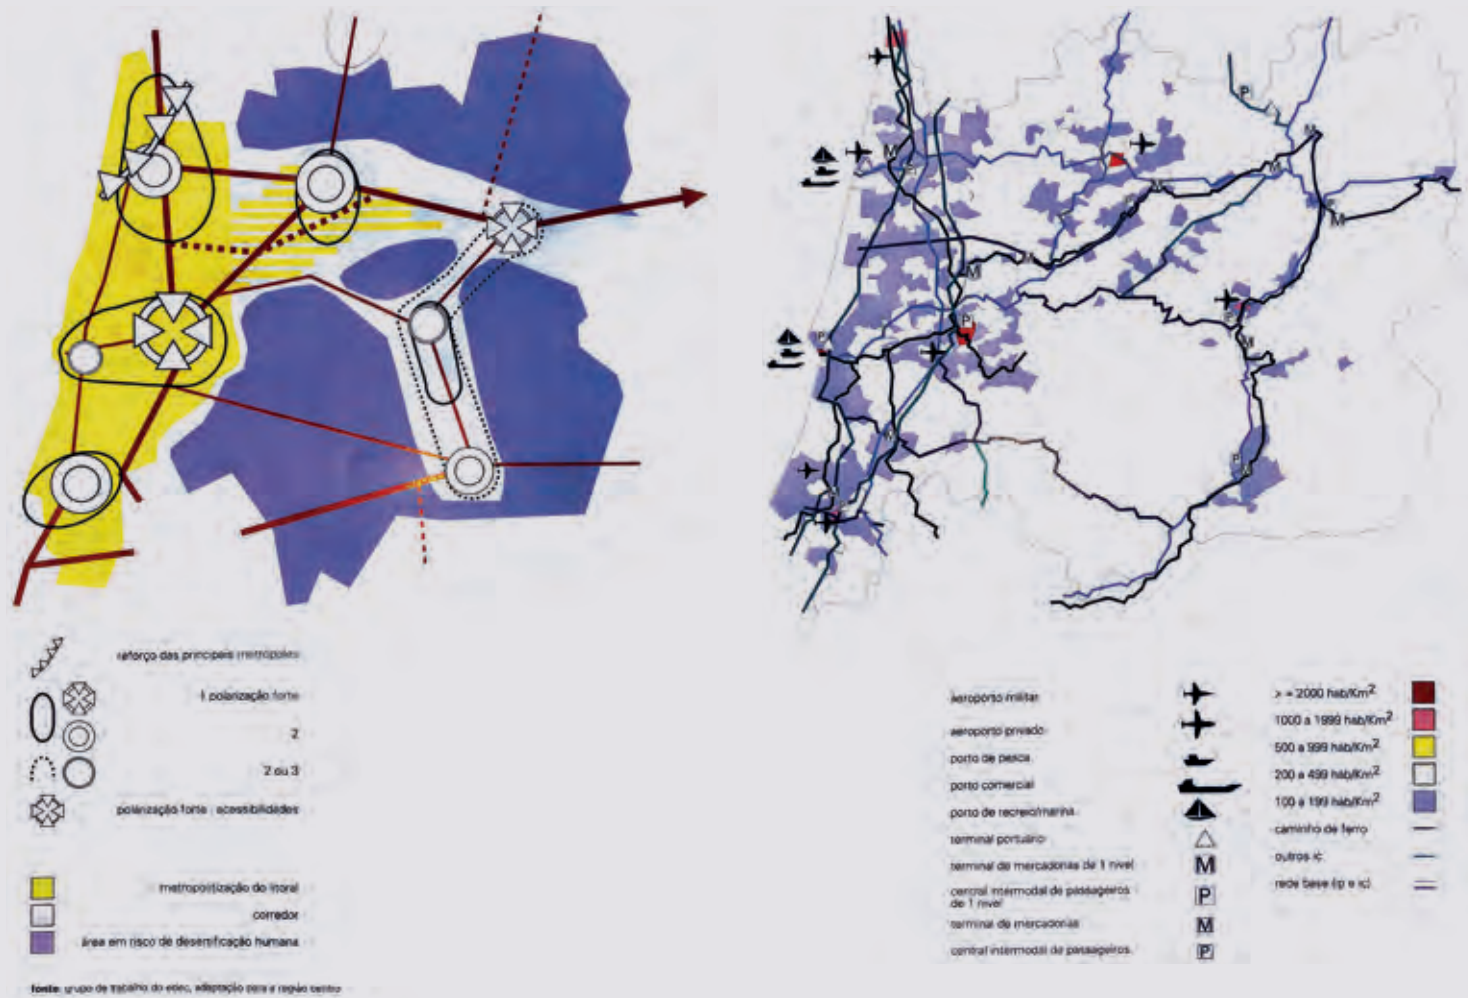 reforço das principais metrópoles
1 polarização forte
2
2 ou 3
polarização forte : acessibilidades
metropolitização do litoral
corredor
área em risco de desertificação humana
fonte: grupo de trabalho do edec, adaptação para a região centro
P
M
M
M
M
M
P
M
M
M
P
P
P
M
M
P
M
M
aeroporto militar
aeroporto privado
porto de pesca
porto comercial
porto de recreio/marina
terminal portuário
terminal de mercadorias de 1 nivel
M
central intermodal de passageiros
de 1 nivel
P
terminal de mercadorias
M
central intermodal de passageiros
P
> = 2000 hab/Km²
1000 a 1999 hab/Km²
500 a 999 hab/Km²
200 a 499 hab/Km²
100 a 199 hab/Km²
caminho de ferro
outros ic
rede base (ip e ic)